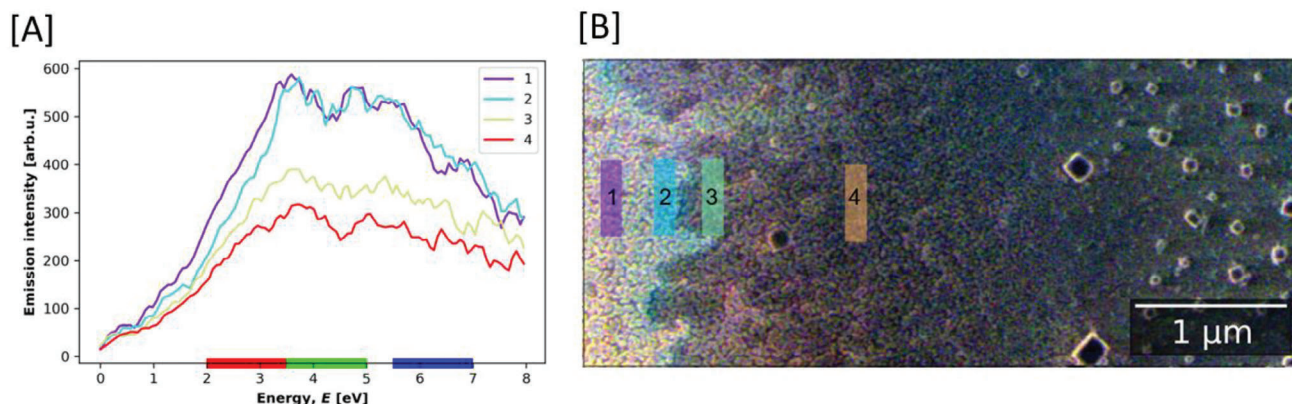 [A]
[B]
600
500
400
300
200
100
0
Emission intensity [arb.u.]
1
2
3
4
0 1 2 3 4 5 6 7 8
Energy, E [eV]
1
2
3
4
1 μm